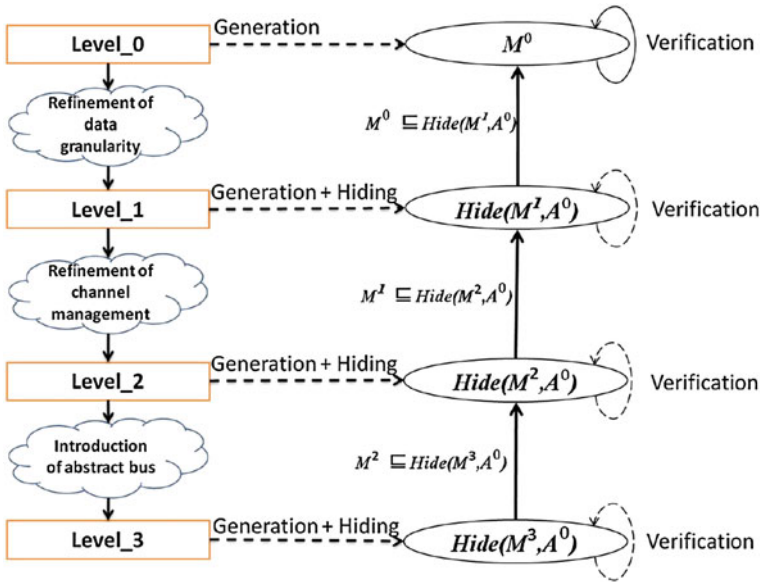 Level_0
Generation
M⁰
Verification
Refinement of
data
granularity
M⁰ ⊑ Hide(M¹,A⁰)
Level_1
Generation + Hiding
Hide(M¹,A⁰)
Verification
Refinement of
channel
management
M¹ ⊑ Hide(M²,A⁰)
Level_2
Generation + Hiding
Hide(M²,A⁰)
Verification
Introduction
of abstract bus
M² ⊑ Hide(M³,A⁰)
Level_3
Generation + Hiding
Hide(M³,A⁰)
Verification